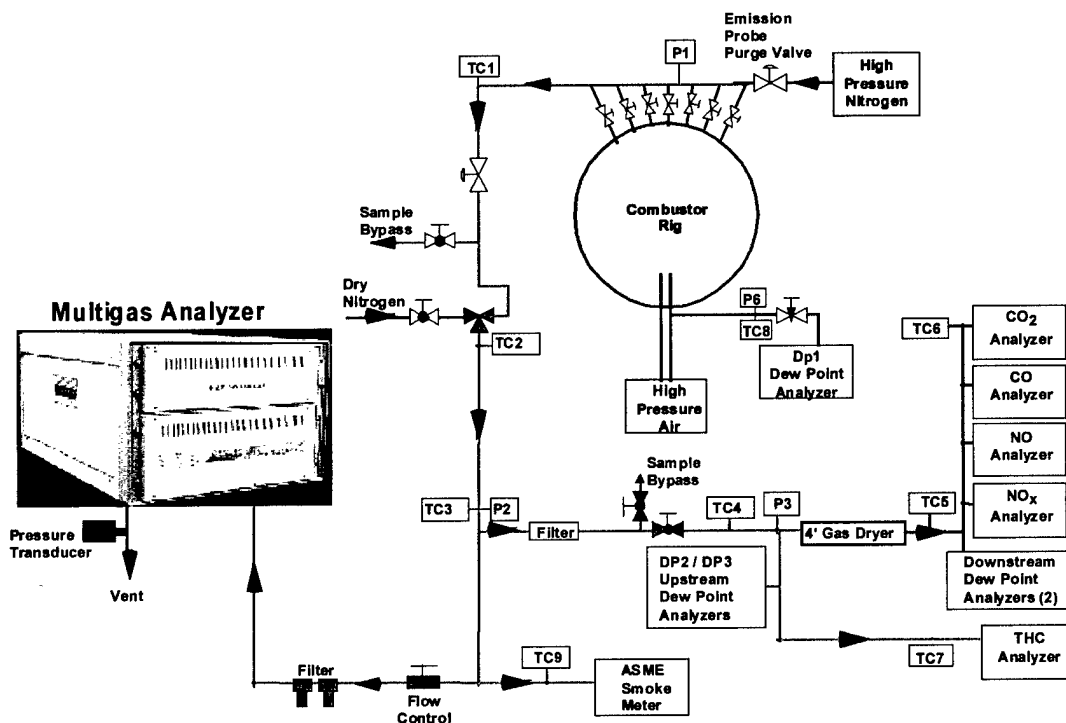 Emission
Probe
Purge Valve
P1
TC1
High
Pressure
Nitrogen
Combustor
Rig
Sample
Bypass
Dry
Nitrogen
Multigas Analyzer
TC2
P6
TC8
Dp1
Dew Point
Analyzer
High
Pressure
Air
TC6
CO2
Analyzer
CO
Analyzer
NO
Analyzer
NOx
Analyzer
Sample
Bypass
TC3
P2
Filter
TC4
P3
4' Gas Dryer
TC5
Pressure
Transducer
Vent
DP2 / DP3
Upstream
Dew Point
Analyzers
Downstream
Dew Point
Analyzers (2)
THC
Analyzer
TC7
Filter
Flow
Control
TC9
ASME
Smoke
Meter